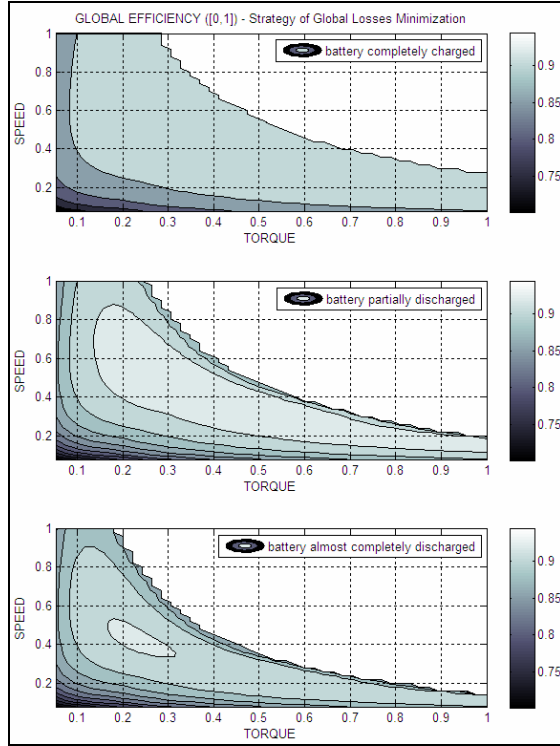 GLOBAL EFFICIENCY ([0,1]) - Strategy of Global Losses Minimization
battery completely charged
SPEED
1
0.8
0.6
0.4
0.2
0.1 0.2 0.3 0.4 0.5 0.6 0.7 0.8 0.9 1
TORQUE
0.9
0.85
0.8
0.75
battery partially discharged
SPEED
1
0.8
0.6
0.4
0.2
0.1 0.2 0.3 0.4 0.5 0.6 0.7 0.8 0.9 1
TORQUE
0.9
0.85
0.8
0.75
battery almost completely discharged
SPEED
1
0.8
0.6
0.4
0.2
0.1 0.2 0.3 0.4 0.5 0.6 0.7 0.8 0.9 1
TORQUE
0.9
0.85
0.8
0.75